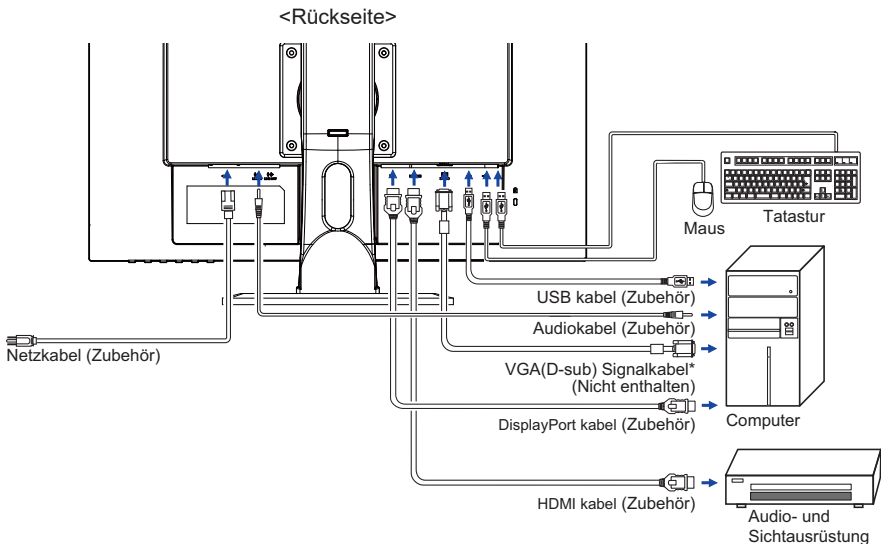 <Rückseite>
Maus
Tatastur
USB kabel (Zubehör)
Audiokabel (Zubehör)
Netzkabel (Zubehör)
VGA(D-sub) Signalkabel*
(Nicht enthalten)
DisplayPort kabel (Zubehör)
Computer
HDMI kabel (Zubehör)
Audio- und
Sichtausrüstung